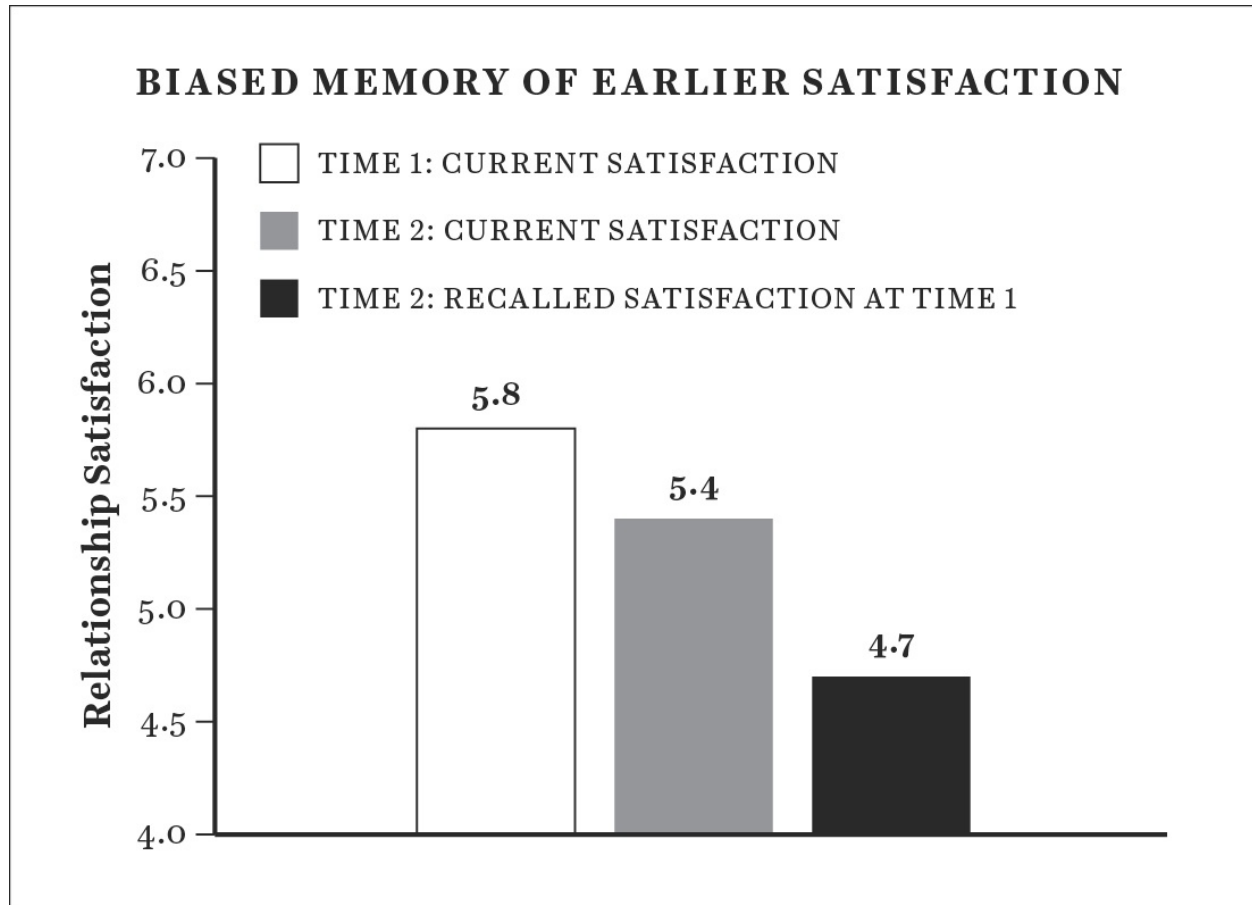 BIASED MEMORY OF EARLIER SATISFACTION
7.0
TIME 1: CURRENT SATISFACTION
TIME 2: CURRENT SATISFACTION
6.5
TIME 2: RECALLED SATISFACTION AT TIME 1
Relationship Satisfaction
6.0
5.8
5.5
5.4
5.0
4.7
4.5
4.0